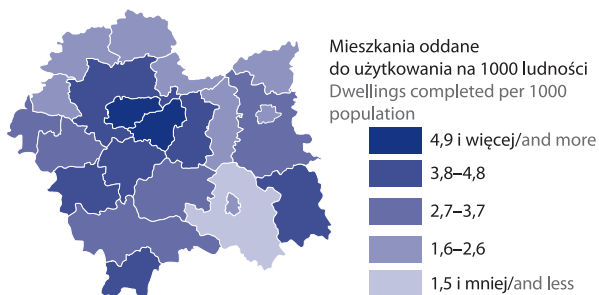 Mieszkania oddane
do użytkowania na 1000 ludności
Dwellings completed per 1000
population
4,9 i więcej/and more
3,8–4,8
2,7–3,7
1,6–2,6
1,5 i mniej/and less